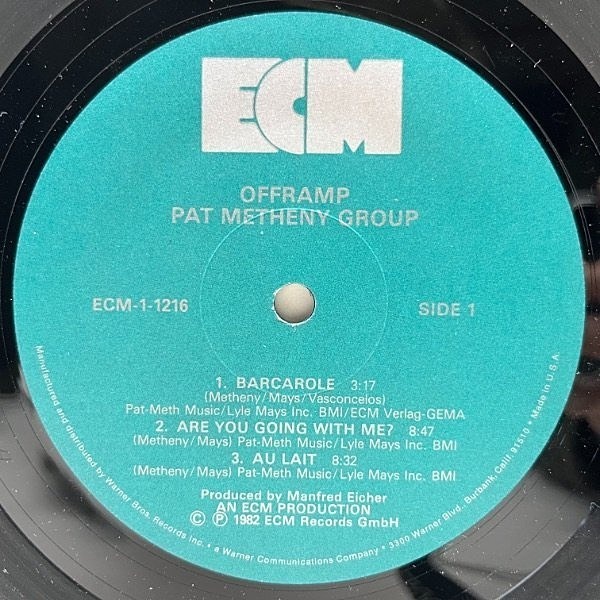 ECM
OFFRAMP
PAT METHENY GROUP
ECM-1-1216
SIDE 1
1. BARCAROLE 3:17
(Metheny/Mays/Vasconcelos)
Pat-Meth Music/Lyle Mays Inc. BMI/ECM Verlag-GEMA
2. ARE YOU GOING WITH ME? 8:47
(Metheny/Mays) Pat-Meth Music/Lyle Mays Inc. BMI
3. AU LAIT 8:32
(Metheny/Mays) Pat-Meth Music/Lyle Mays Inc. BMI
Produced by Manfred Eicher
AN ECM PRODUCTION
© ℗ 1982 ECM Records GmbH
Manufactured and distributed by Warner Bros. Records Inc. • a Warner Communications Company • 3300 Warner Blvd., Burbank, Calif. 91510 • Made in U.S.A.